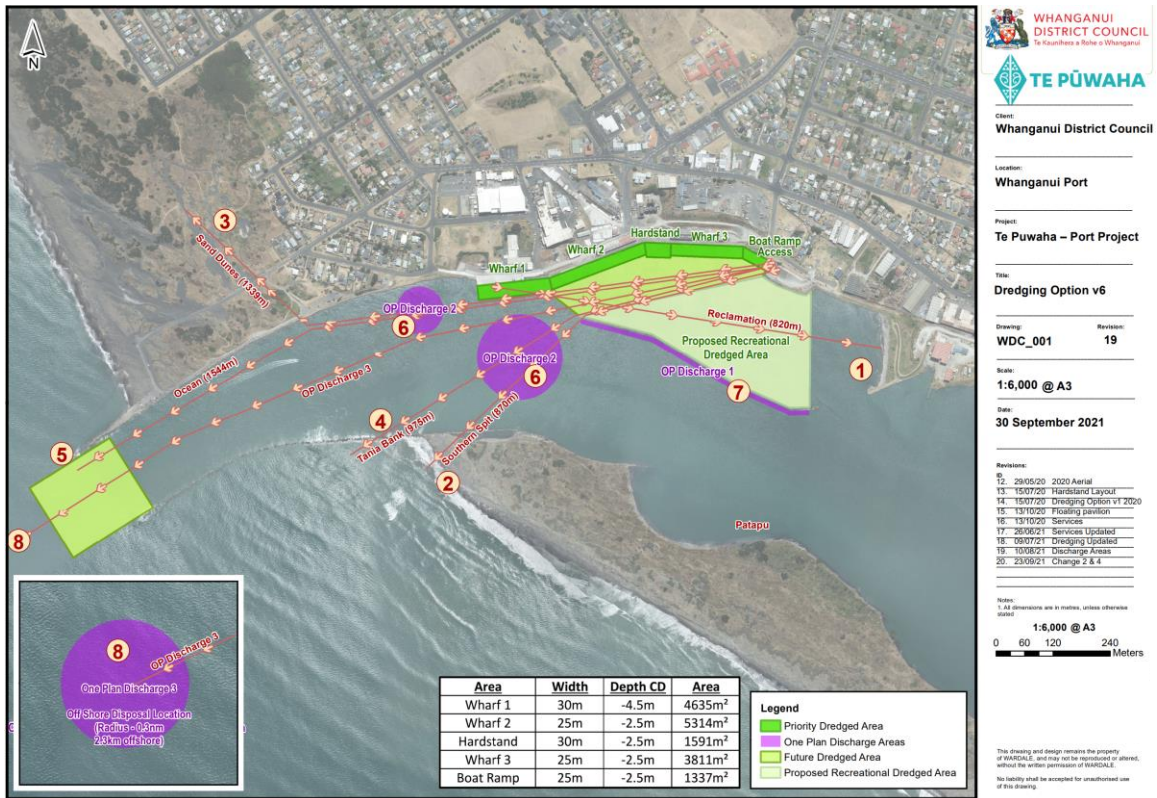 N
3
Sand Dunes (1339m)
Wharf 1
Wharf 2
Hardstand
Wharf 3
Boat Ramp
Access
OP Discharge 2
6
OP Discharge 2
6
Reclamation (820m)
1
Proposed Recreational
Dredged Area
OP Discharge 1
7
Ocean (1544m)
OP Discharge 3
4
Tania Bank (975m)
Southern Spit (870m)
2
5
8
Patapu
8
OP Discharge 3
One Plan Discharge 3
Off Shore Disposal Location
(Radius - 0.3nm
2.3km offshore)
Area Width Depth CD Area
Wharf 1 30m -4.5m 4635m²
Wharf 2 25m -2.5m 5314m²
Hardstand 30m -2.5m 1591m²
Wharf 3 25m -2.5m 3811m²
Boat Ramp 25m -2.5m 1337m²
Legend
Priority Dredged Area
One Plan Discharge Areas
Future Dredged Area
Proposed Recreational Dredged Area
WHANGANUI
DISTRICT COUNCIL
Te Kaunihera a Rohe o Whanganui
TE PŪWAHA
Client:
Whanganui District Council
Location:
Whanganui Port
Project:
Te Puwaha – Port Project
Title:
Dredging Option v6
Drawing: Revision:
WDC_001 19
Scale:
1:6,000 @ A3
Date:
30 September 2021
Revisions:
ID
12. 29/05/20 2020 Aerial
13. 15/07/20 Hardstand Layout
14. 15/07/20 Dredging Option v1 2020
15. 13/10/20 Floating pavilion
16. 13/10/20 Services
17. 26/06/21 Services Updated
18. 09/07/21 Dredging Updated
19. 10/08/21 Discharge Areas
20. 23/09/21 Change 2 & 4
Notes:
1. All dimensions are in metres, unless otherwise
stated
1:6,000 @ A3
0 60 120 240
Meters
This drawing and design remains the property
of WARDALE, and may not be reproduced or altered,
without the written permission of WARDALE.
No liability shall be accepted for unauthorised use
of this drawing.